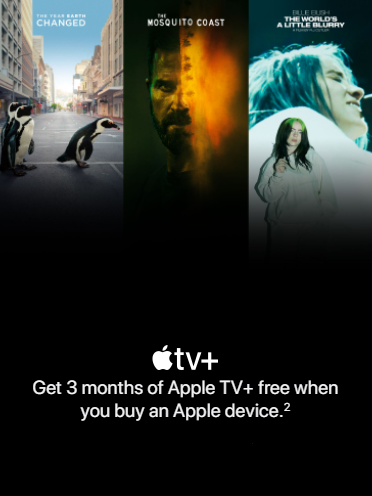 THE YEAR EARTH
CHANGED
THE
MOSQUITO COAST
BILLIE EILISH
THE WORLD'S
A LITTLE BLURRY
tv+
Get 3 months of Apple TV+ free when
you buy an Apple device.²